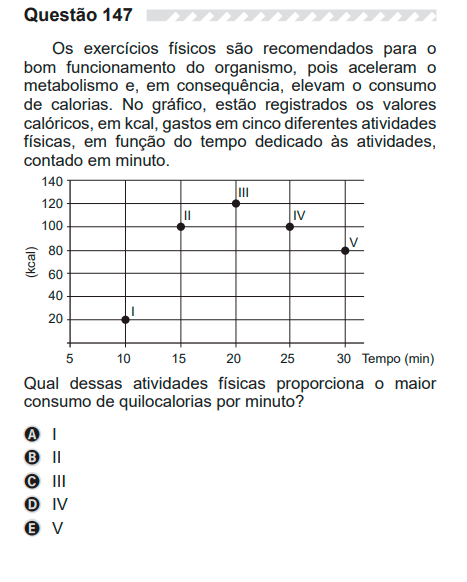 Questão 147
Os exercícios físicos são recomendados para o
bom funcionamento do organismo, pois aceleram o
metabolismo e, em consequência, elevam o consumo
de calorias. No gráfico, estão registrados os valores
calóricos, em kcal, gastos em cinco diferentes atividades
físicas, em função do tempo dedicado às atividades,
contado em minuto.
140
120
100
80
60
40
20
(kcal)
I
II
III
IV
V
5 10 15 20 25 30 Tempo (min)
Qual dessas atividades físicas proporciona o maior
consumo de quilocalorias por minuto?
A I
B II
C III
D IV
E V